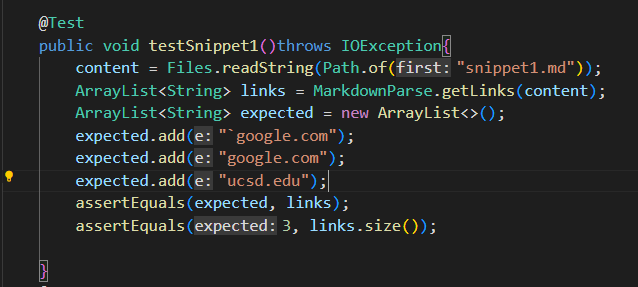 @Test
public void testSnippet1()throws IOException{
content = Files.readString(Path.of(first: "snippet1.md"));
ArrayList<String> links = MarkdownParse.getLinks(content);
ArrayList<String> expected = new ArrayList<>();
expected.add(e: "`google.com");
expected.add(e: "google.com");
expected.add(e: "ucsd.edu");
assertEquals(expected, links);
assertEquals(expected: 3, links.size());
}